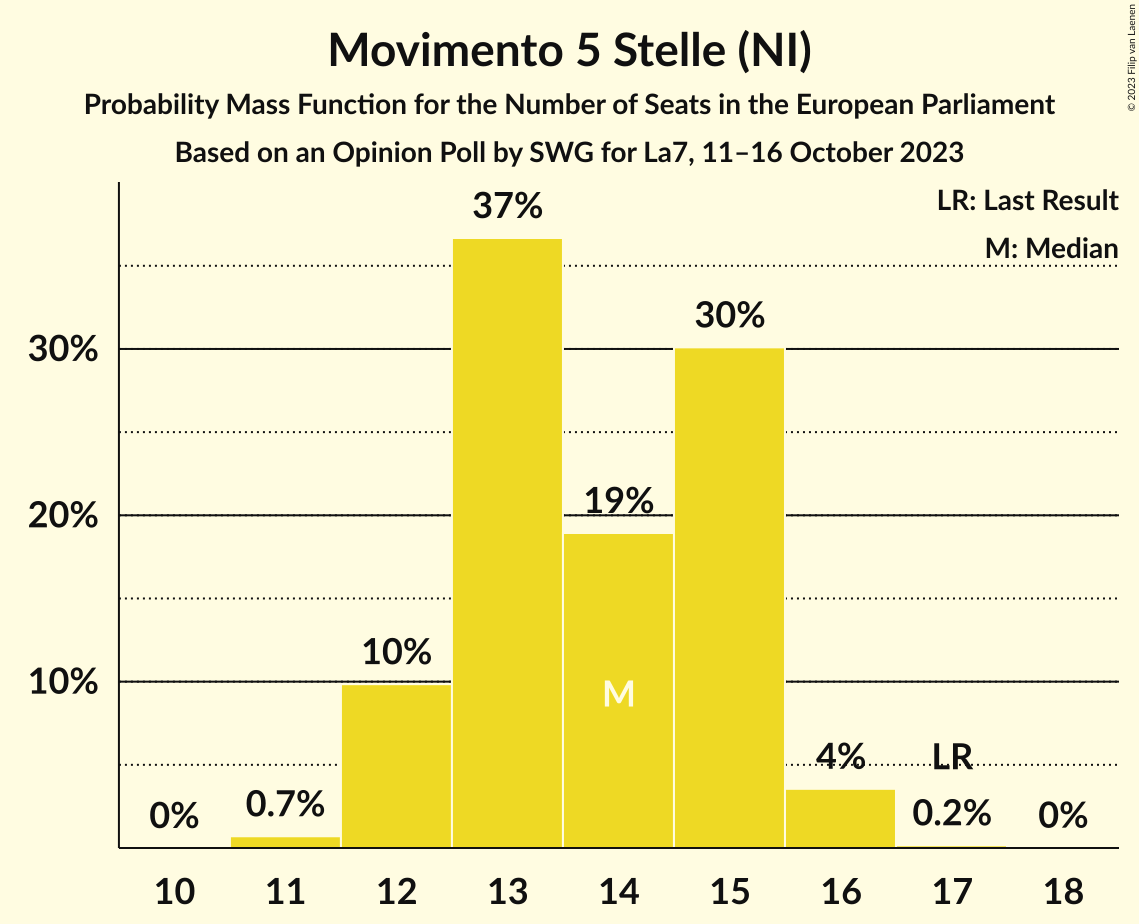 Movimento 5 Stelle (NI)
Probability Mass Function for the Number of Seats in the European Parliament
Based on an Opinion Poll by SWG for La7, 11–16 October 2023
© 2023 Filip van Laenen
LR: Last Result
M: Median
37%
30%
30%
19%
20%
10%
10%
M
4%
LR
0%
0.7%
0.2%
0%
10 11 12 13 14 15 16 17 18